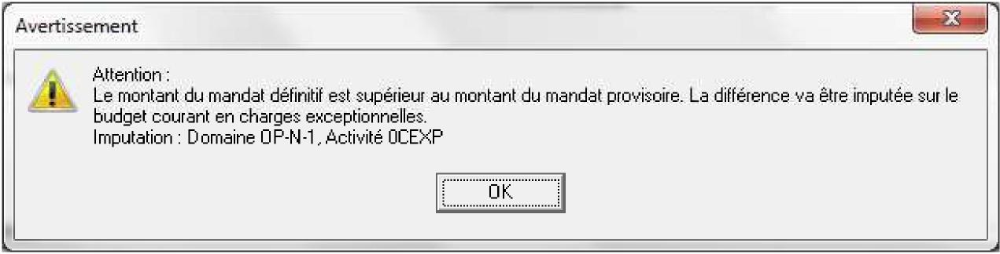 Avertissement
Attention :
Le montant du mandat définitif est supérieur au montant du mandat provisoire. La différence va être imputée sur le
budget courant en charges exceptionnelles.
Imputation : Domaine OP-N-1, Activité 0CEXP
OK